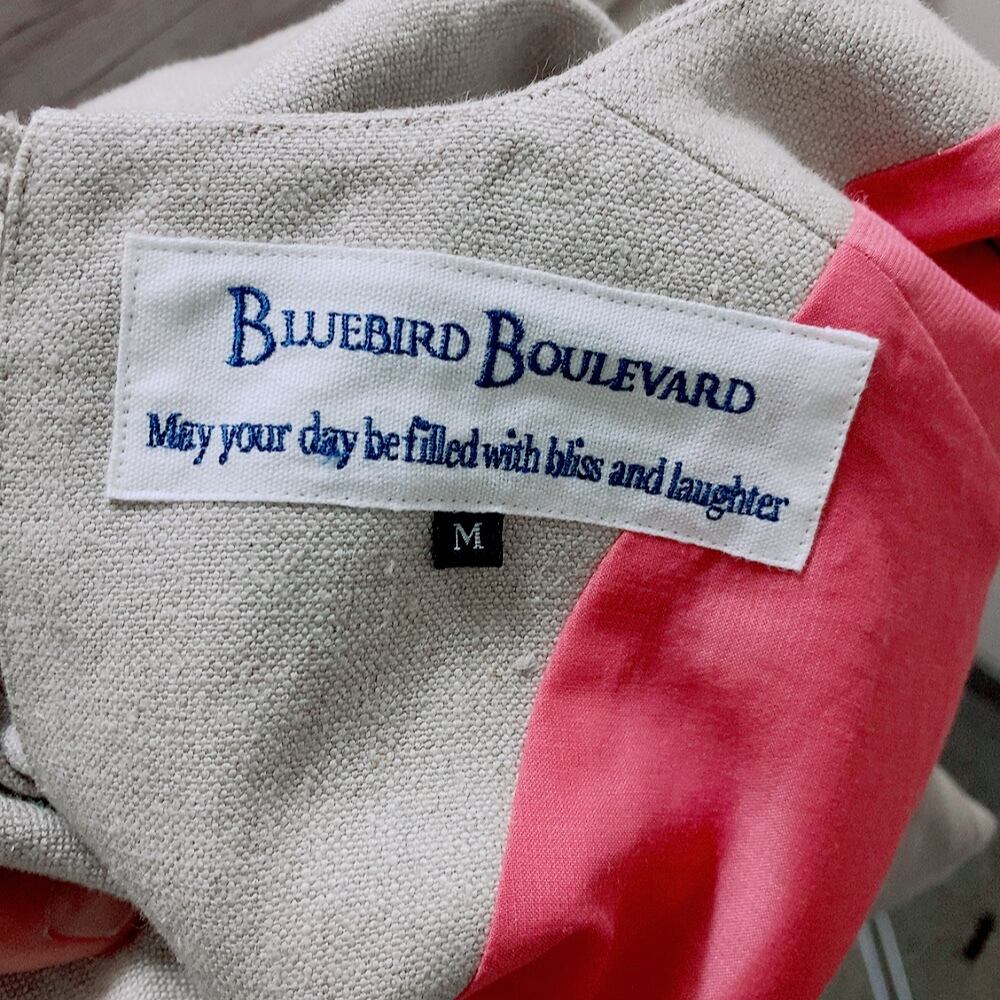 BLUEBIRD BOULEVARD
May your day be filled with bliss and laughter
M